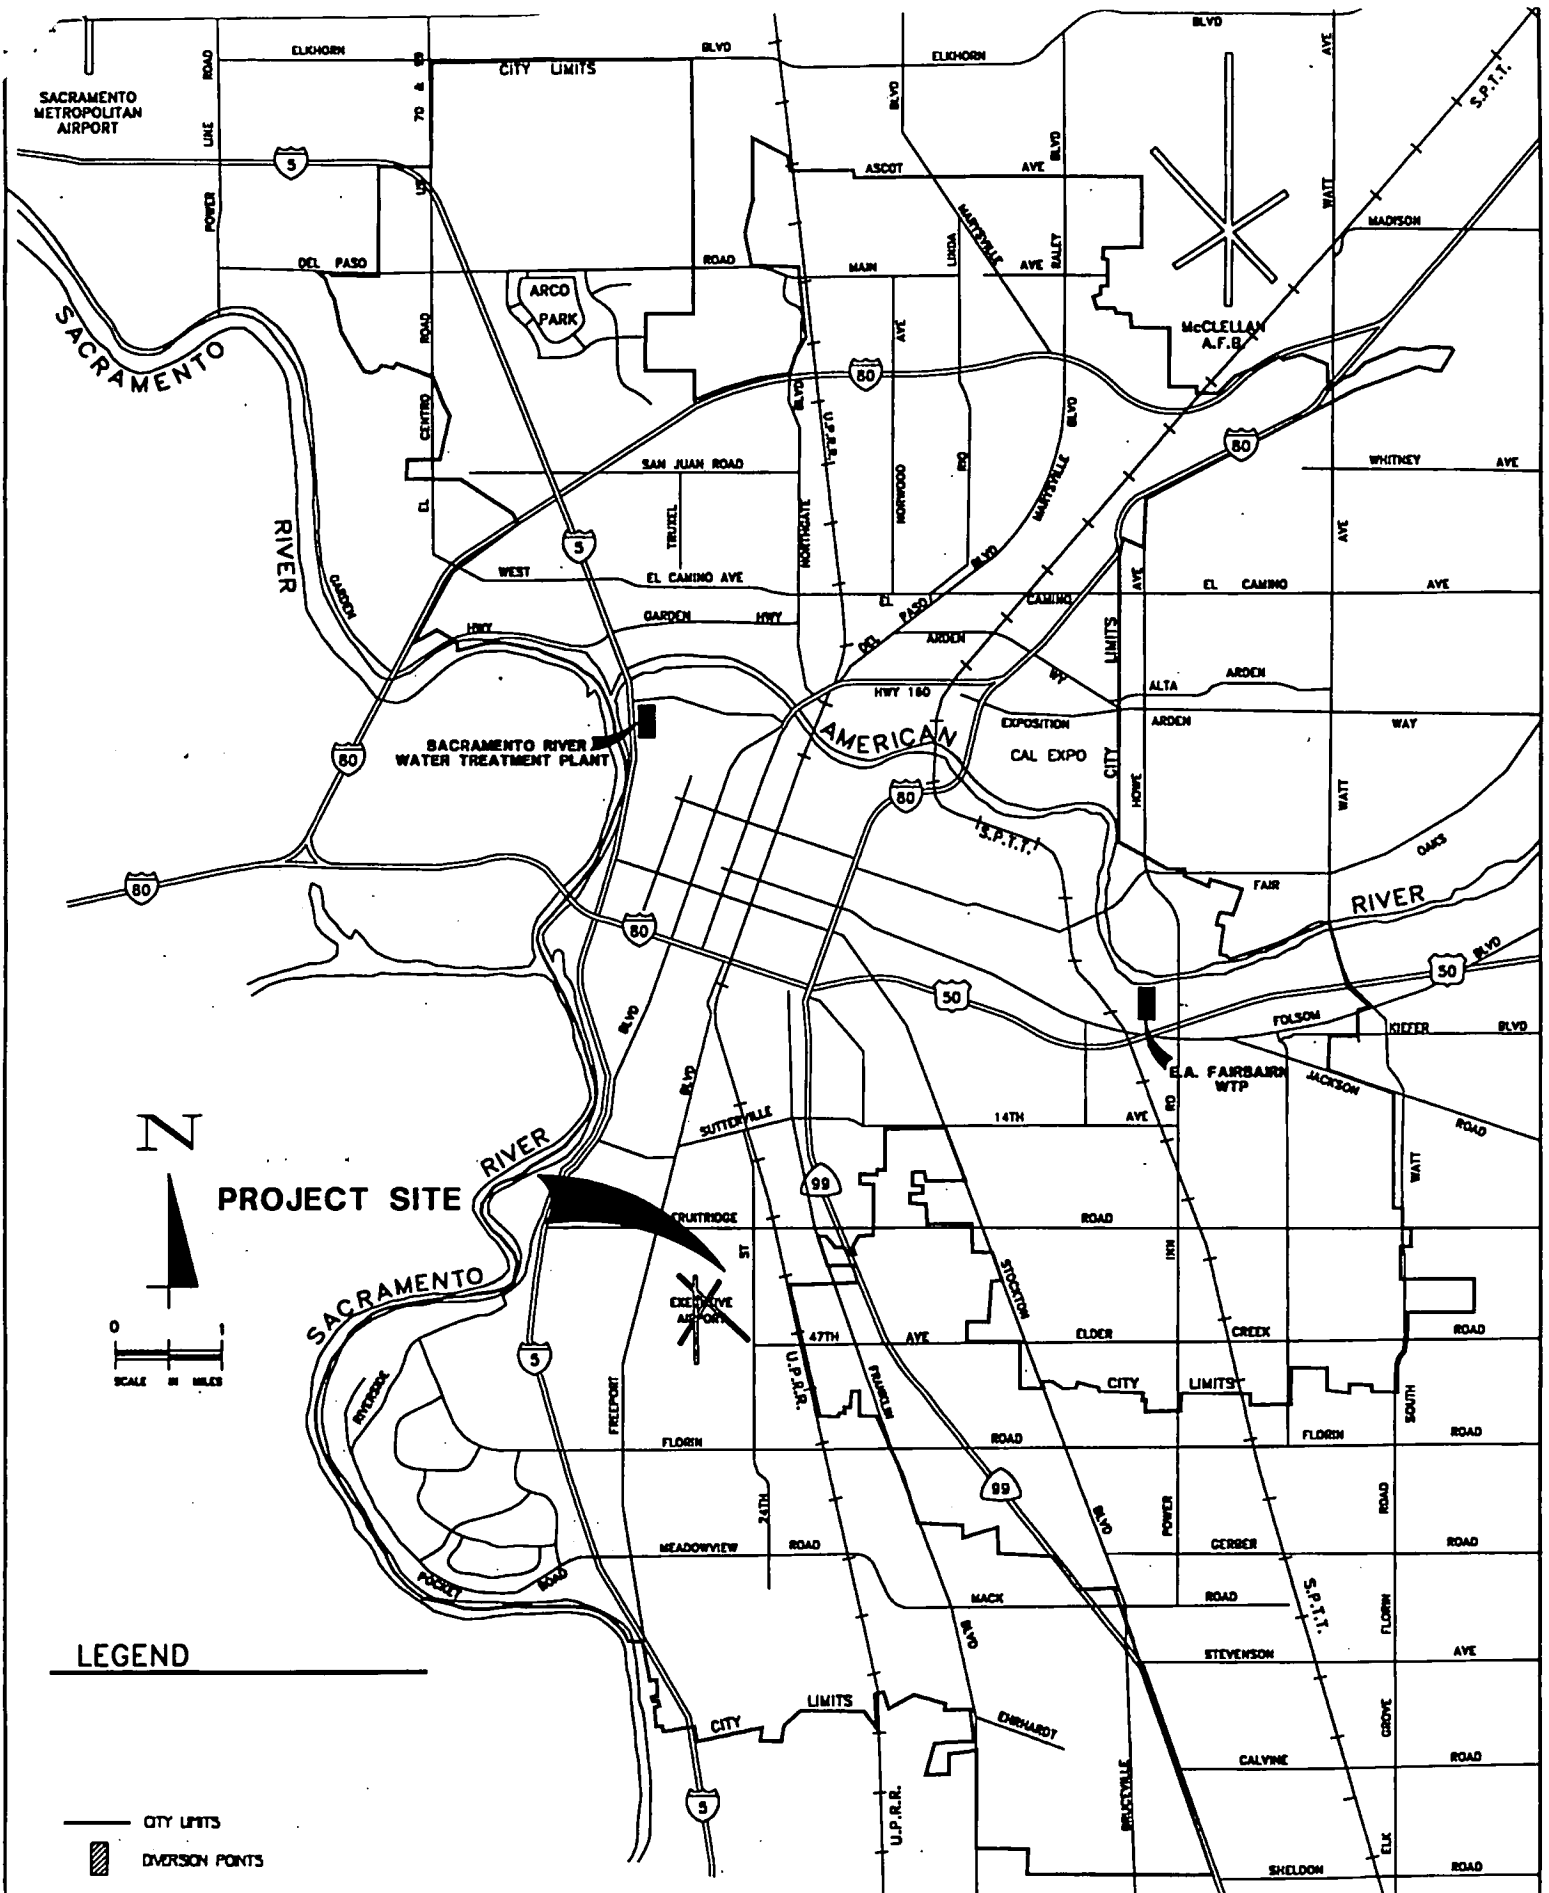 BLVD
ELKHORN
BLVD
ELKHORN
CITY LIMITS
SACRAMENTO
METROPOLITAN
AIRPORT
ROAD
LINE
POWER
US 70 & 99
5
BLVD
BLVD
AVE
WATT
S.P.T.T.
ASCOT
AVE
MARYSVILLE
LINDA
RALEY
MADISON
DEL PASO
ROAD
MAIN
AVE
ARCO
PARK
SACRAMENTO
RIVER
ROAD
CENTRO
EL
McCLELLAN
A.F.B.
80
BLVD
U.P.R.R.
AVE
NORWOOD
RIO
BLVD
MARYSVILLE
80
SAN JUAN ROAD
TRUXEL
NORTHGATE
WHITNEY
AVE
AVE
5
WEST
EL CAMINO AVE
EL
CAMINO
DEL PASO
BLVD
AVE
EL CAMINO
AVE
GARDEN
HWY
GARDEN
HWY
ARDEN
WY
LIMITS
CITY
HWY 160
ALTA
ARDEN
EXPOSITION
ARDEN
WAY
CAL EXPO
HOWE
WATT
SACRAMENTO RIVER
WATER TREATMENT PLANT
AMERICAN
80
80
S.P.T.T.
OAKS
FAIR
RIVER
80
80
50
BLVD
50
BLVD
FOLSOM
KIEFER
BLVD
E.A. FAIRBAIRN
WTP
JACKSON
ROAD
BLVD
SUTTERVILLE
14TH
AVE
RD
N
RIVER
WATT
PROJECT SITE
99
FRUITRIDGE
ROAD
ST
INN
STOCKTON
SACRAMENTO
EXECUTIVE
AIRPORT
0 1
SCALE IN MILES
5
47TH
AVE
ELDER
CREEK
ROAD
U.P.R.R.
FRANKLIN
CITY
LIMITS
SOUTH
RIVERSIDE
FREEPORT
FLORIN
ROAD
FLORIN
ROAD
99
24TH
BLVD
POWER
ROAD
MEADOWVIEW
ROAD
GERBER
ROAD
POCKET
ROAD
MACK
ROAD
S.P.T.T.
FLORIN
BLVD
LEGEND
STEVENSON
AVE
CITY
LIMITS
EHRHARDT
GROVE
CALVINE
ROAD
5
BRUCEVILLE
U.P.R.R.
CITY LIMITS
DIVERSION POINTS
ELK
SHELDON
ROAD